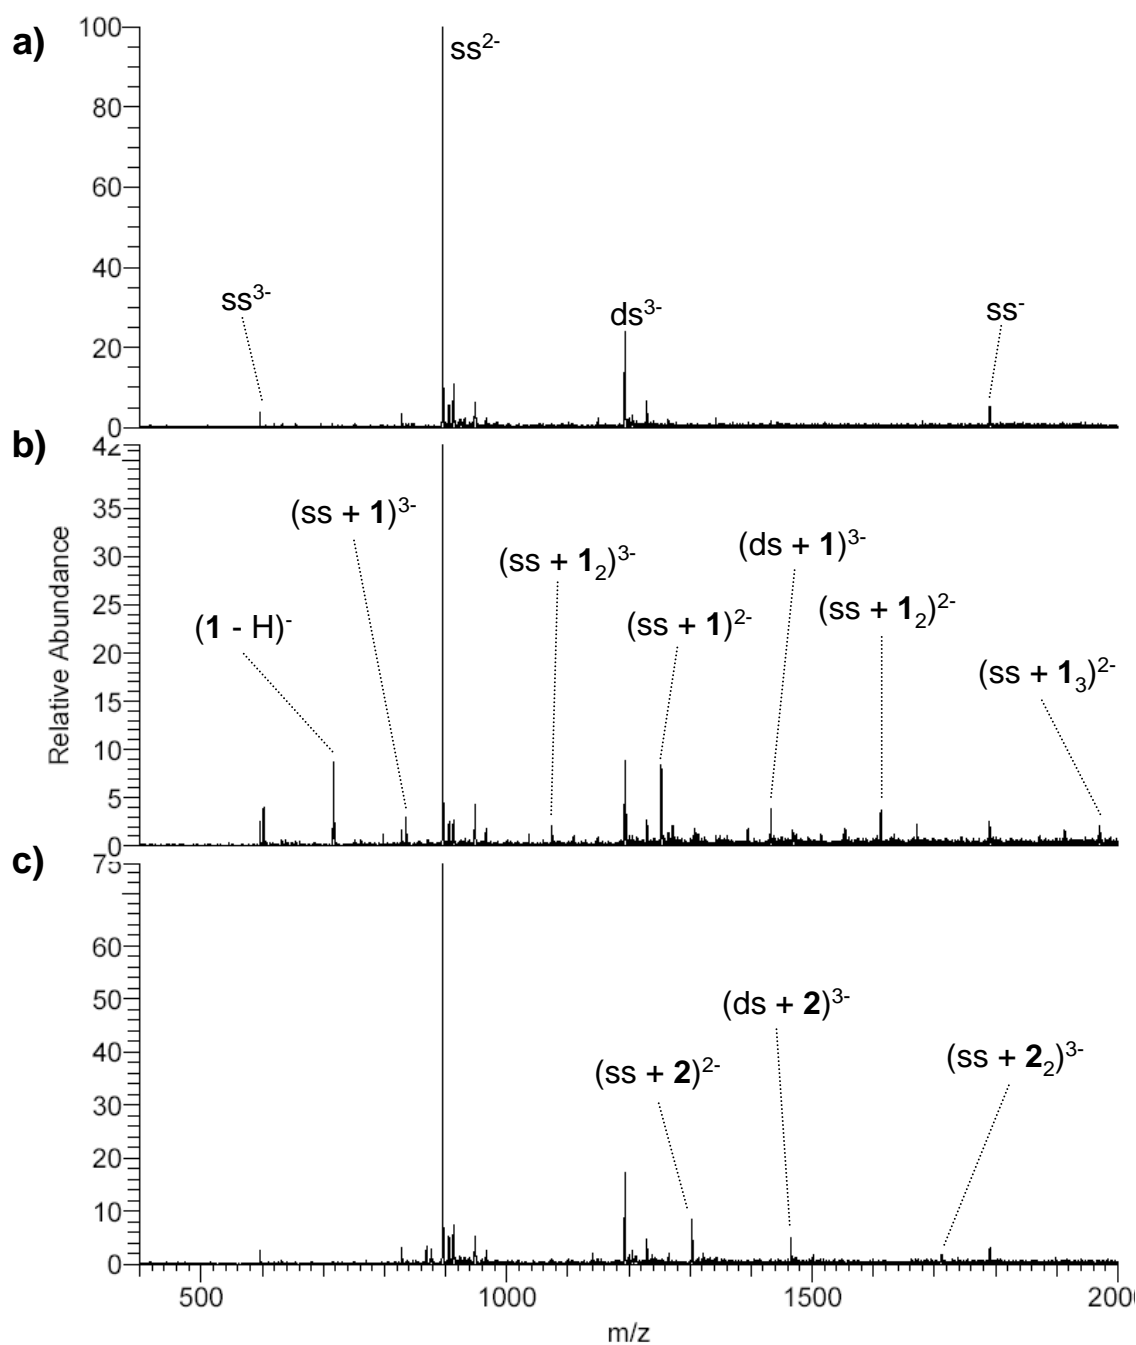 a)
100
80
60
40
20
0
ss2-
ss3-
ds3-
ss-
b)
Relative Abundance
42
35
30
25
20
15
10
5
0
(ss + 1)3-
(ss + 12)3-
(ds + 1)3-
(1 - H)-
(ss + 1)2-
(ss + 12)2-
(ss + 13)2-
c)
75
60
50
40
30
20
10
0
(ds + 2)3-
(ss + 2)2-
(ss + 22)3-
500 1000 1500 200
m/z